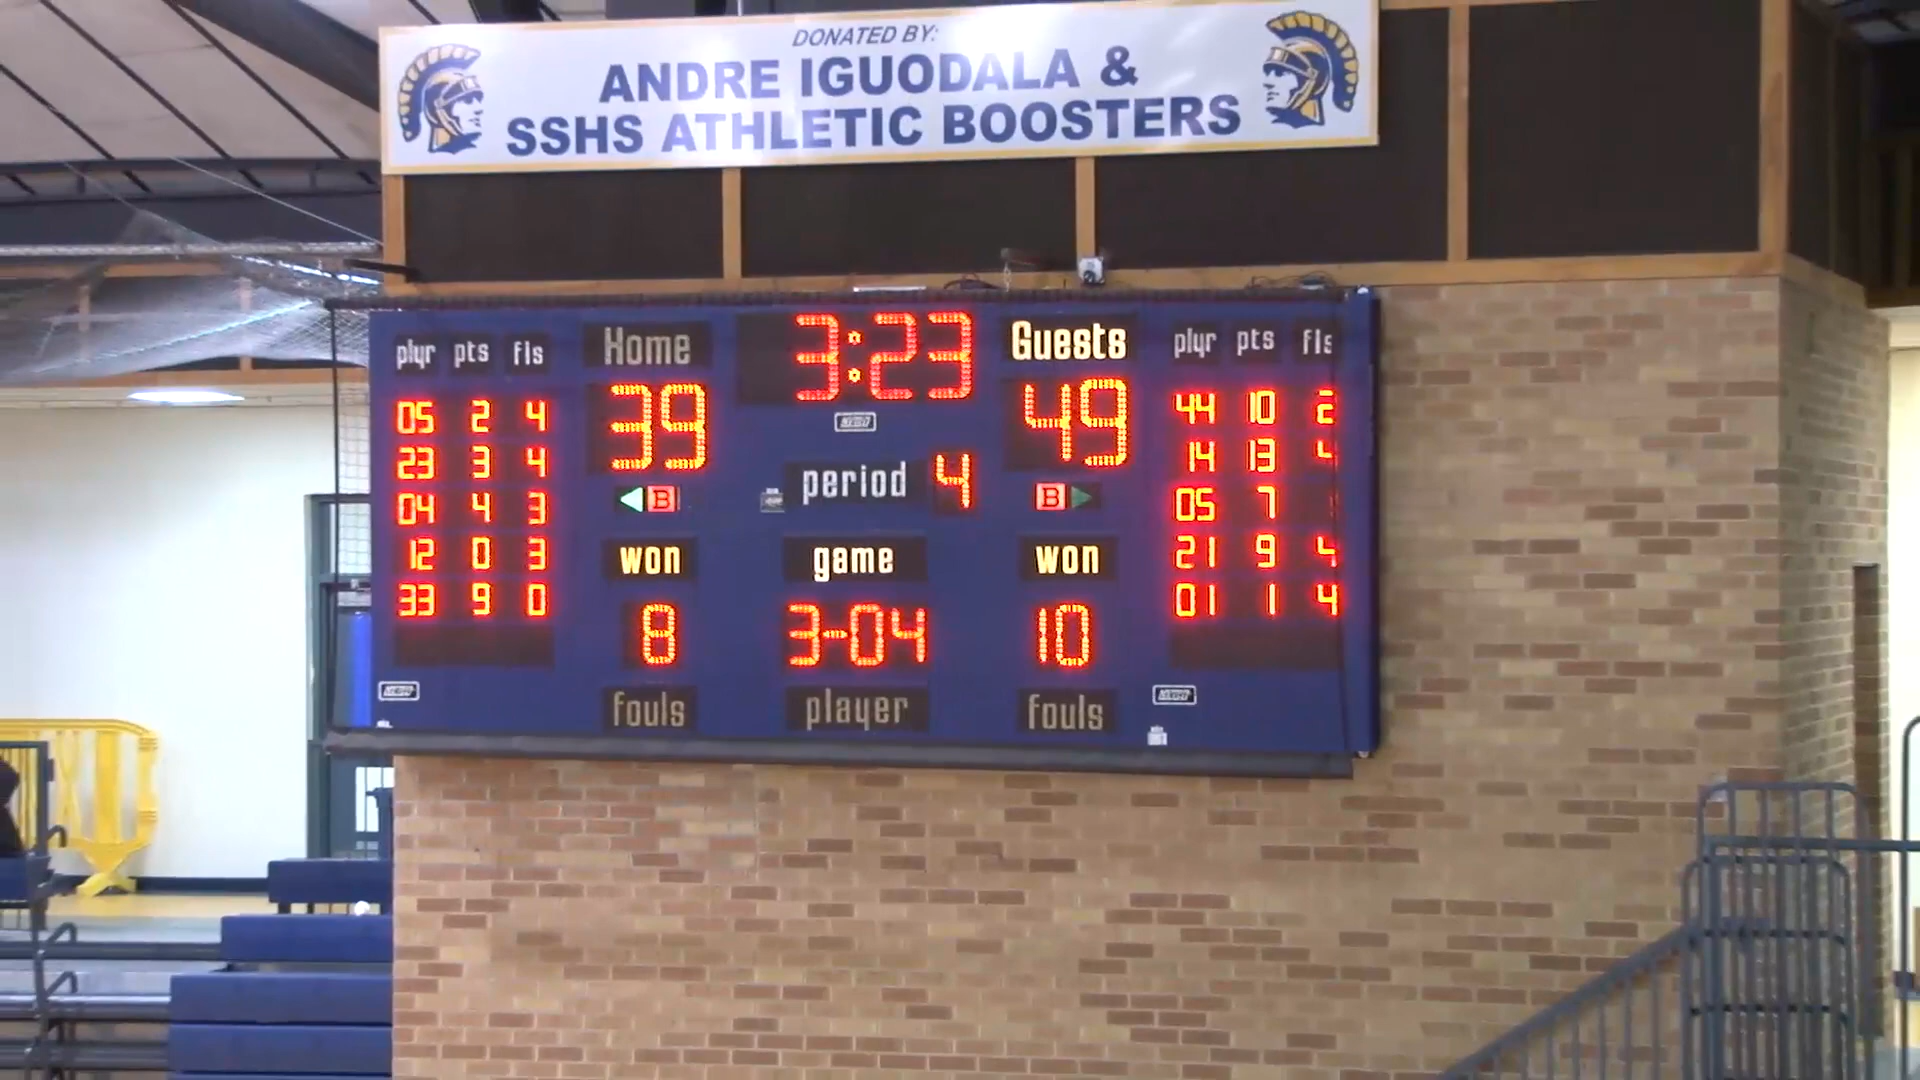 DONATED BY:
ANDRE IGUODALA &
SSHS ATHLETIC BOOSTERS
plyr pts fls
05 2 4
23 3 4
04 4 3
12 0 3
33 9 0
Home
39
B
won
8
fouls
3:23
period 4
game
3-04
player
Guests
49
B
won
10
fouls
plyr pts fls
44 10 2
14 13 4
05 7
21 9 4
01 1 4